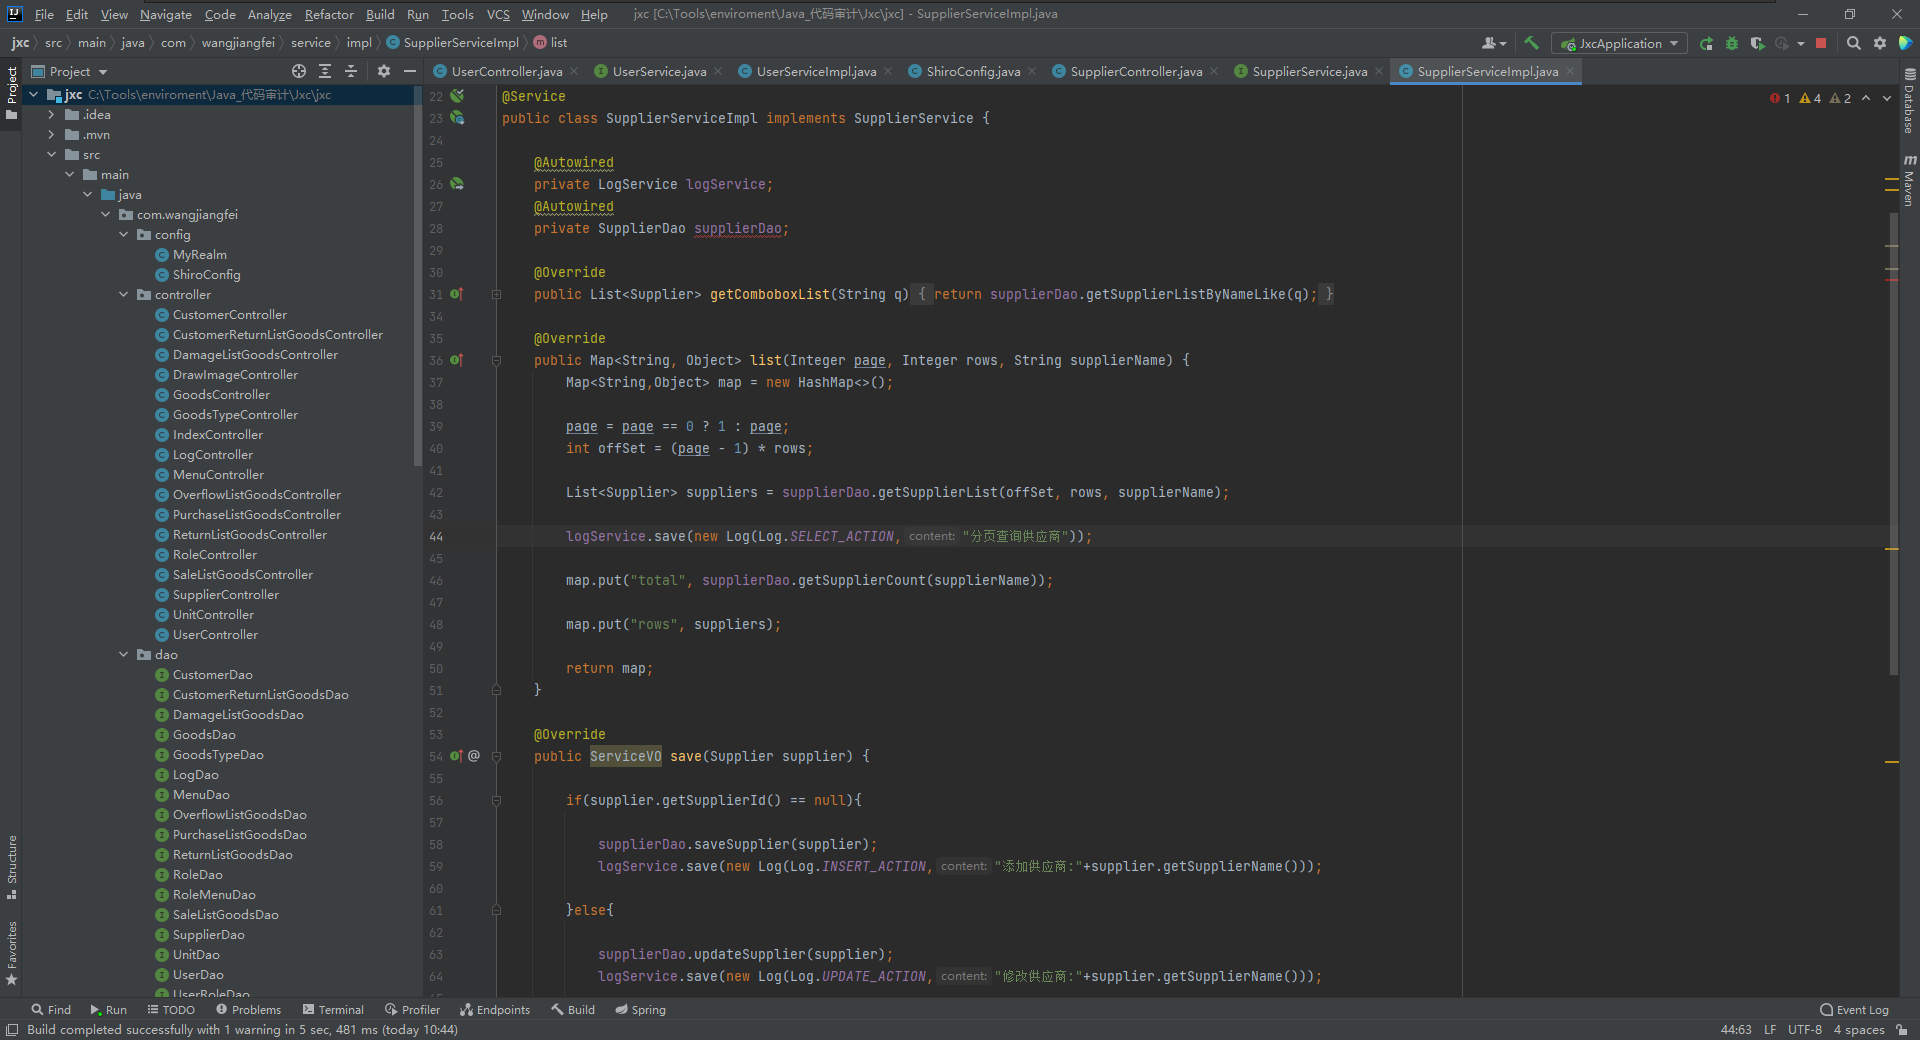 File Edit View Navigate Code Analyze Refactor Build Run Tools VCS Window Help jxc [C:\Tools\enviroment\Java_代码审计\Jxc\jxc] - SupplierServiceImpl.java
jxc src main java com wangjiangfei service impl SupplierServiceImpl list JxcApplication
Project UserController.java UserService.java UserServiceImpl.java ShiroConfig.java SupplierController.java SupplierService.java SupplierServiceImpl.java
Project
Structure
Favorites
Database
Maven
jxc C:\Tools\enviroment\Java_代码审计\Jxc\jxc
.idea
.mvn
src
main
java
com.wangjiangfei
config
MyRealm
ShiroConfig
controller
CustomerController
CustomerReturnListGoodsController
DamageListGoodsController
DrawImageController
GoodsController
GoodsTypeController
IndexController
LogController
MenuController
OverflowListGoodsController
PurchaseListGoodsController
ReturnListGoodsController
RoleController
SaleListGoodsController
SupplierController
UnitController
UserController
dao
CustomerDao
CustomerReturnListGoodsDao
DamageListGoodsDao
GoodsDao
GoodsTypeDao
LogDao
MenuDao
OverflowListGoodsDao
PurchaseListGoodsDao
ReturnListGoodsDao
RoleDao
RoleMenuDao
SaleListGoodsDao
SupplierDao
UnitDao
UserDao
UserRoleDao
1 4 2
22 @Service
23 public class SupplierServiceImpl implements SupplierService {
24
25 @Autowired
26 private LogService logService;
27 @Autowired
28 private SupplierDao supplierDao;
29
30 @Override
31 public List<Supplier> getComboboxList(String q) { return supplierDao.getSupplierListByNameLike(q); }
34
35 @Override
36 public Map<String, Object> list(Integer page, Integer rows, String supplierName) {
37 Map<String,Object> map = new HashMap<>();
38
39 page = page == 0 ? 1 : page;
40 int offSet = (page - 1) * rows;
41
42 List<Supplier> suppliers = supplierDao.getSupplierList(offSet, rows, supplierName);
43
44 logService.save(new Log(Log.SELECT_ACTION, content: "分页查询供应商"));
45
46 map.put("total", supplierDao.getSupplierCount(supplierName));
47
48 map.put("rows", suppliers);
49
50 return map;
51 }
52
53 @Override
54 @ public ServiceVO save(Supplier supplier) {
55
56 if(supplier.getSupplierId() == null){
57
58 supplierDao.saveSupplier(supplier);
59 logService.save(new Log(Log.INSERT_ACTION, content: "添加供应商:"+supplier.getSupplierName()));
60
61 }else{
62
63 supplierDao.updateSupplier(supplier);
64 logService.save(new Log(Log.UPDATE_ACTION, content: "修改供应商:"+supplier.getSupplierName()));
Find Run TODO Problems Terminal Profiler Endpoints Build Spring Event Log
Build completed successfully with 1 warning in 5 sec, 481 ms (today 10:44) 44:63 LF UTF-8 4 spaces